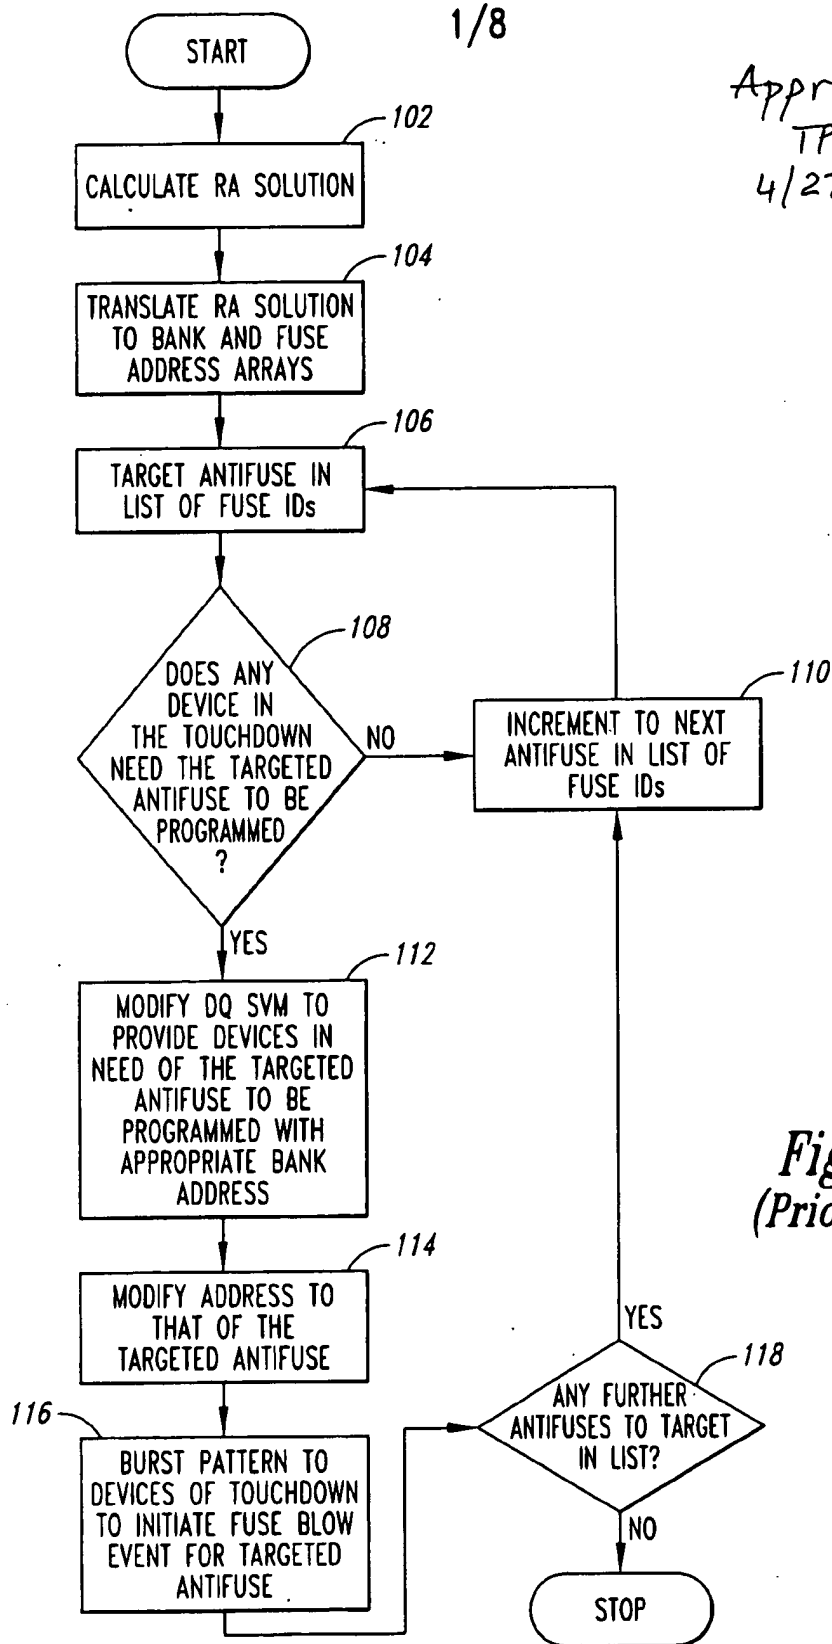 1/8
START
102
CALCULATE RA SOLUTION
104
TRANSLATE RA SOLUTION
TO BANK AND FUSE
ADDRESS ARRAYS
106
TARGET ANTIFUSE IN
LIST OF FUSE IDs
108
DOES ANY
DEVICE IN
THE TOUCHDOWN
NEED THE TARGETED
ANTIFUSE TO BE
PROGRAMMED
?
NO
110
INCREMENT TO NEXT
ANTIFUSE IN LIST OF
FUSE IDs
YES
112
MODIFY DQ SVM TO
PROVIDE DEVICES IN
NEED OF THE TARGETED
ANTIFUSE TO BE
PROGRAMMED WITH
APPROPRIATE BANK
ADDRESS
114
MODIFY ADDRESS TO
THAT OF THE
TARGETED ANTIFUSE
116
BURST PATTERN TO
DEVICES OF TOUCHDOWN
TO INITIATE FUSE BLOW
EVENT FOR TARGETED
ANTIFUSE
YES
118
ANY FURTHER
ANTIFUSES TO TARGET
IN LIST?
NO
STOP